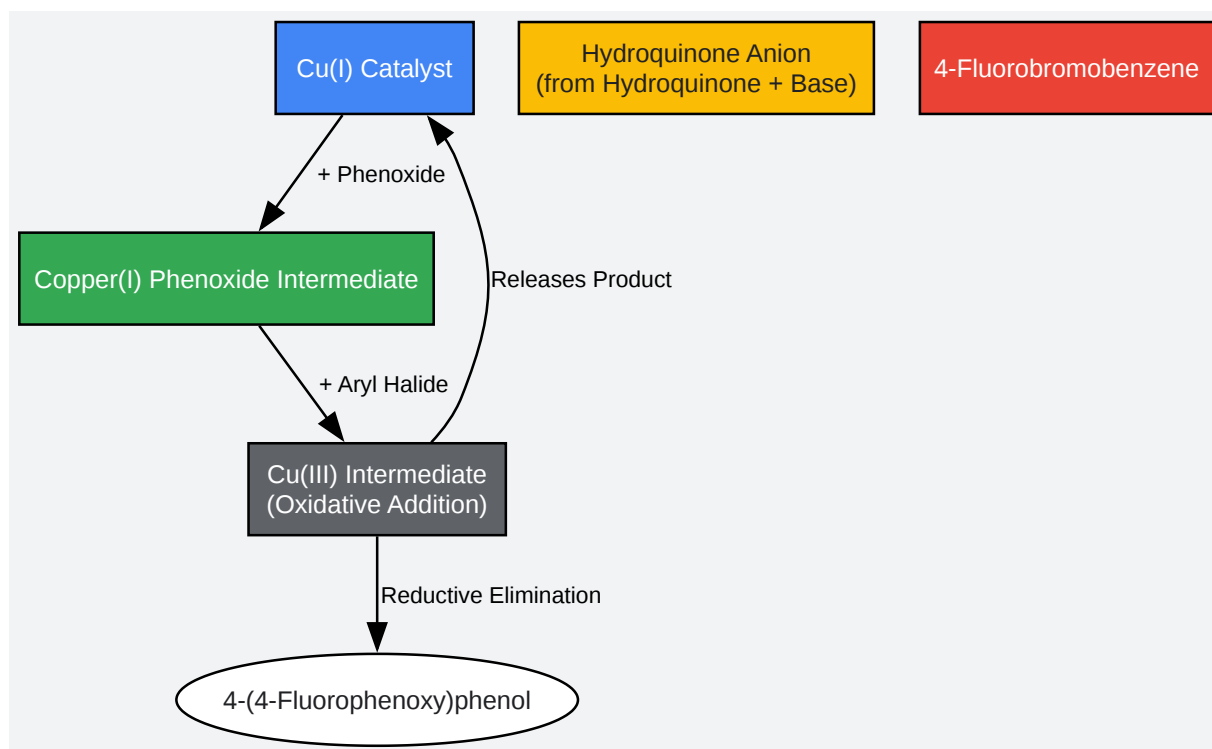 Cu(I) Catalyst
Hydroquinone Anion
(from Hydroquinone + Base)
4-Fluorobromobenzene
+ Phenoxide
Copper(I) Phenoxide Intermediate
Releases Product
+ Aryl Halide
Cu(III) Intermediate
(Oxidative Addition)
Reductive Elimination
4-(4-Fluorophenoxy)phenol